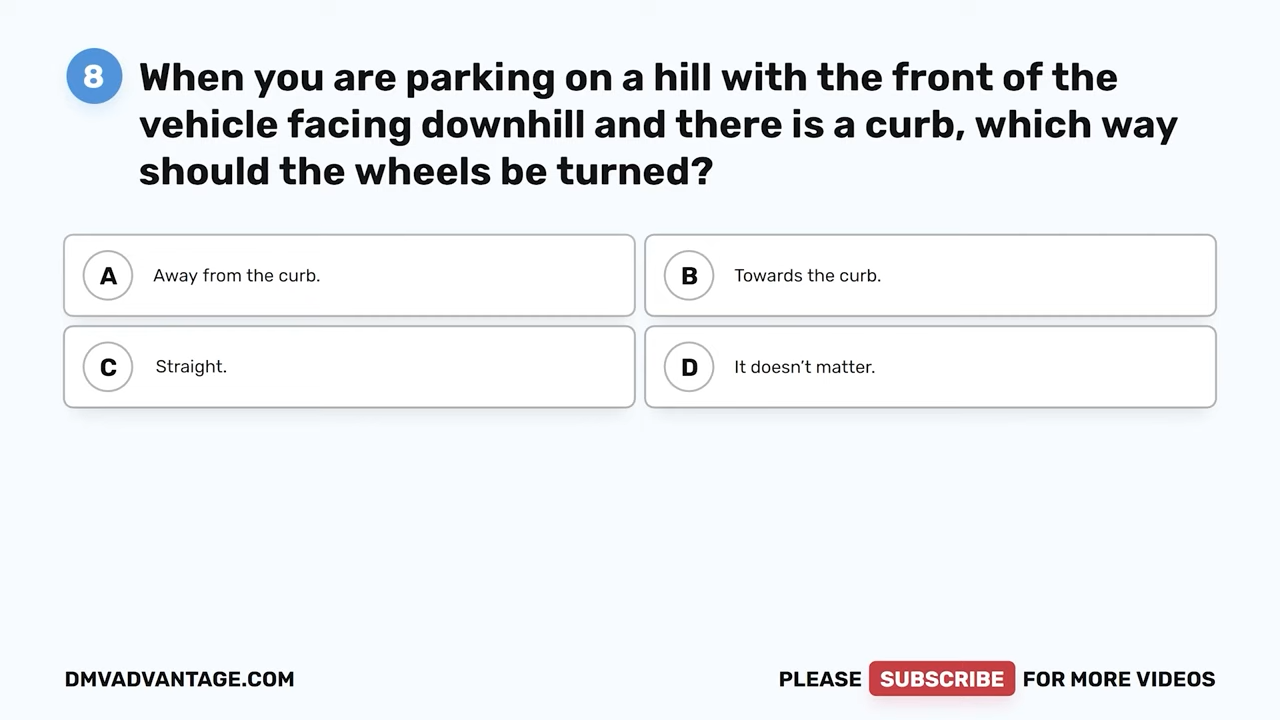 8
When you are parking on a hill with the front of the
vehicle facing downhill and there is a curb, which way
should the wheels be turned?
A Away from the curb.
B Towards the curb.
C Straight.
D It doesn’t matter.
DMVADVANTAGE.COM
PLEASE SUBSCRIBE FOR MORE VIDEOS